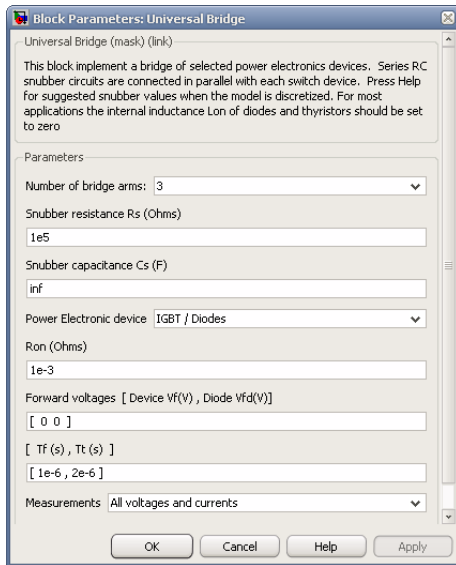 Block Parameters: Universal Bridge
Universal Bridge (mask) (link)
This block implement a bridge of selected power electronics devices. Series RC
snubber circuits are connected in parallel with each switch device. Press Help
for suggested snubber values when the model is discretized. For most
applications the internal inductance Lon of diodes and thyristors should be set
to zero
Parameters
Number of bridge arms: 3
Snubber resistance Rs (Ohms)
1e5
Snubber capacitance Cs (F)
inf
Power Electronic device IGBT / Diodes
Ron (Ohms)
1e-3
Forward voltages [ Device Vf(V) , Diode Vfd(V)]
[ 0 0 ]
[ Tf (s) , Tt (s) ]
[ 1e-6 , 2e-6 ]
Measurements All voltages and currents
OK Cancel Help Apply